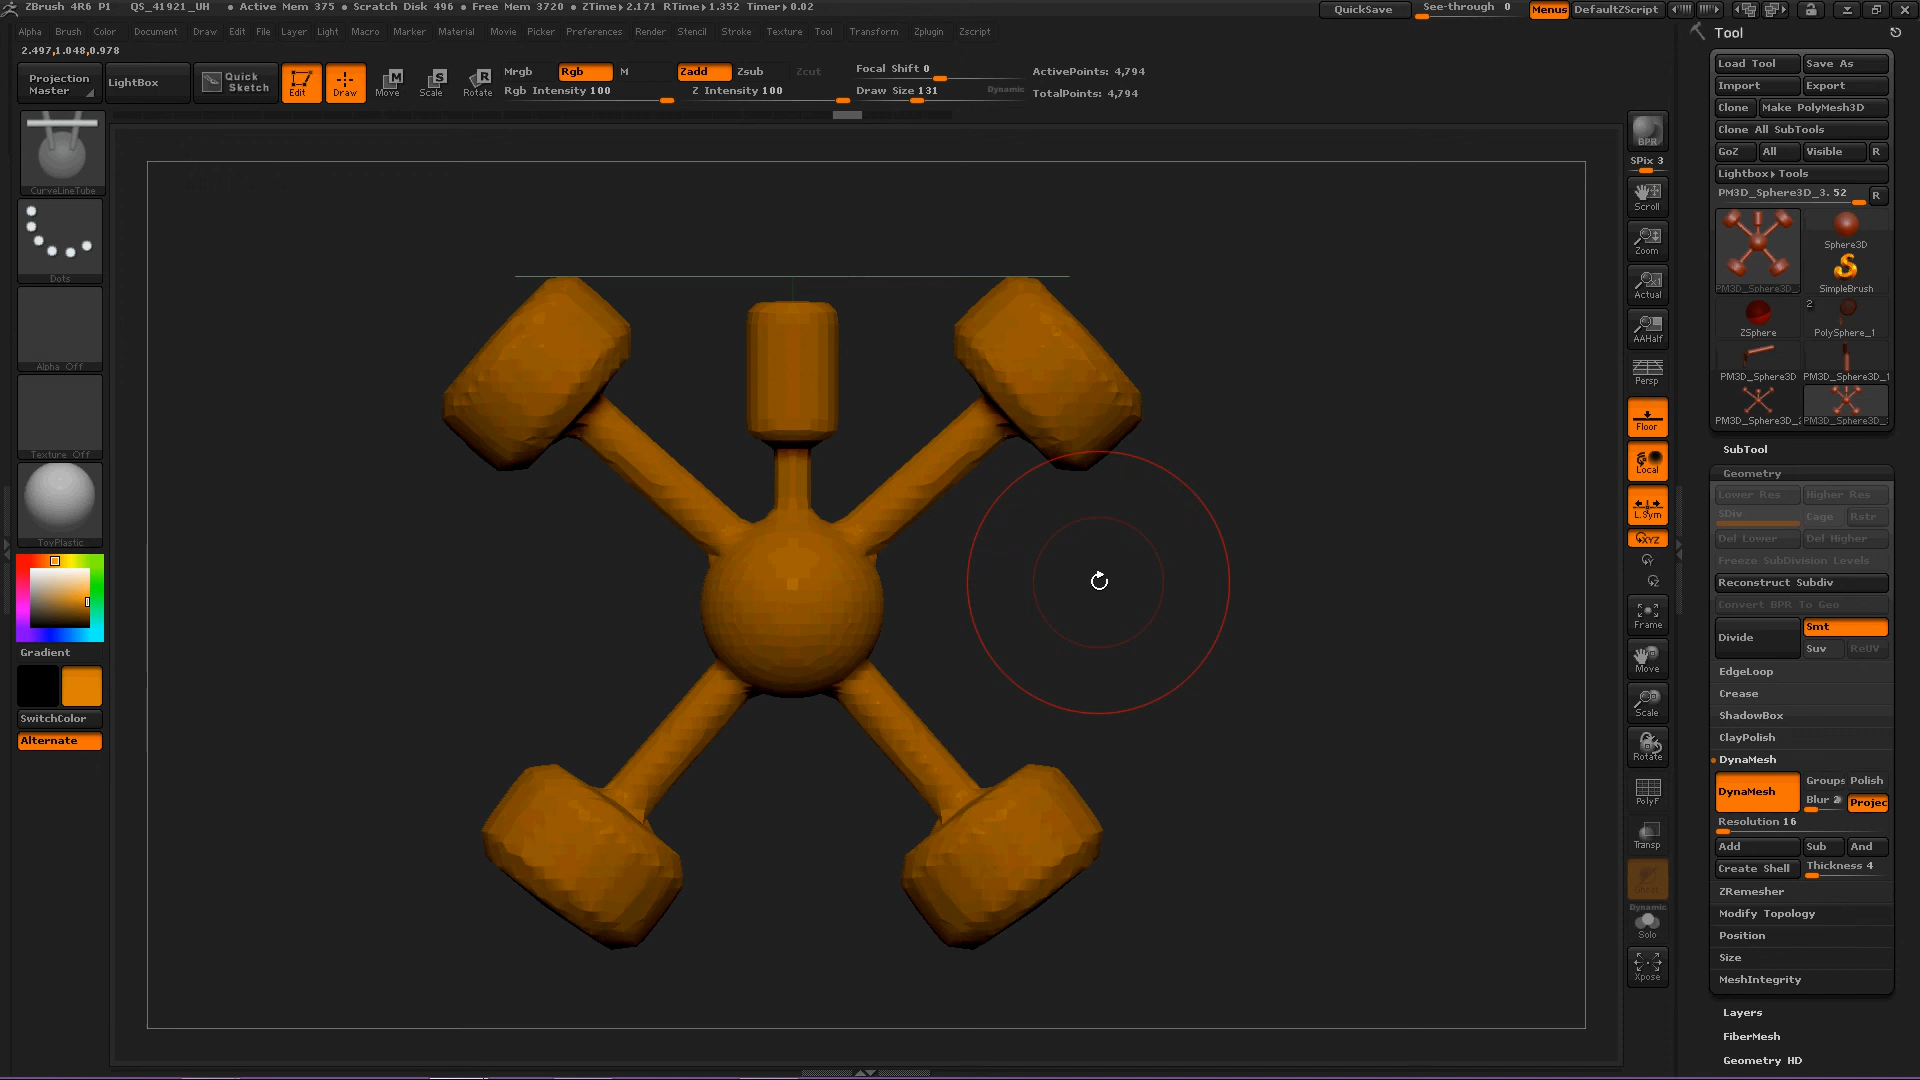 ZBrush 4R6 P1 QS_41921_UH • Active Mem 375 • Scratch Disk 496 • Free Mem 3720 • ZTime▸2.171 RTime▸1.352 Timer▸0.02
QuickSave See-through 0 Menus DefaultZScript
Alpha Brush Color Document Draw Edit File Layer Light Macro Marker Material Movie Picker Preferences Render Stencil Stroke Texture Tool Transform Zplugin Zscript
2.497,1.048,0.978
Projection Master
LightBox
Quick Sketch
Edit
Draw
Move
Scale
Rotate
Mrgb Rgb M
Rgb Intensity 100
Zadd Zsub Zcut
Z Intensity 100
Focal Shift 0
Draw Size 131 Dynamic
ActivePoints: 4,794
TotalPoints: 4,794
CurveLineTube
Dots
Alpha Off
Texture Off
ToyPlastic
Gradient
SwitchColor
Alternate
BPR
SPix 3
Scroll
Zoom
Actual
AAHalf
Persp
Floor
Local
L.Sym
XYZ
Y
Z
Frame
Move
Scale
Rotate
PolyF
Transp
Ghost
Dynamic
Solo
Xpose
Tool
Load Tool Save As
Import Export
Clone Make PolyMesh3D
Clone All SubTools
GoZ All Visible R
Lightbox▸Tools
PM3D_Sphere3D_3. 52 R
PM3D_Sphere3D_ Sphere3D
SimpleBrush
2
ZSphere PolySphere_1
PM3D_Sphere3D PM3D_Sphere3D_1
PM3D_Sphere3D_2 PM3D_Sphere3D_
SubTool
Geometry
Lower Res Higher Res
SDiv Cage Rstr
Del Lower Del Higher
Freeze SubDivision Levels
Reconstruct Subdiv
Convert BPR To Geo
Divide Smt
Suv ReUV
EdgeLoop
Crease
ShadowBox
ClayPolish
DynaMesh
DynaMesh Groups Polish
Blur 2 Projec
Resolution 16
Add Sub And
Create Shell Thickness 4
ZRemesher
Modify Topology
Position
Size
MeshIntegrity
Layers
FiberMesh
Geometry HD